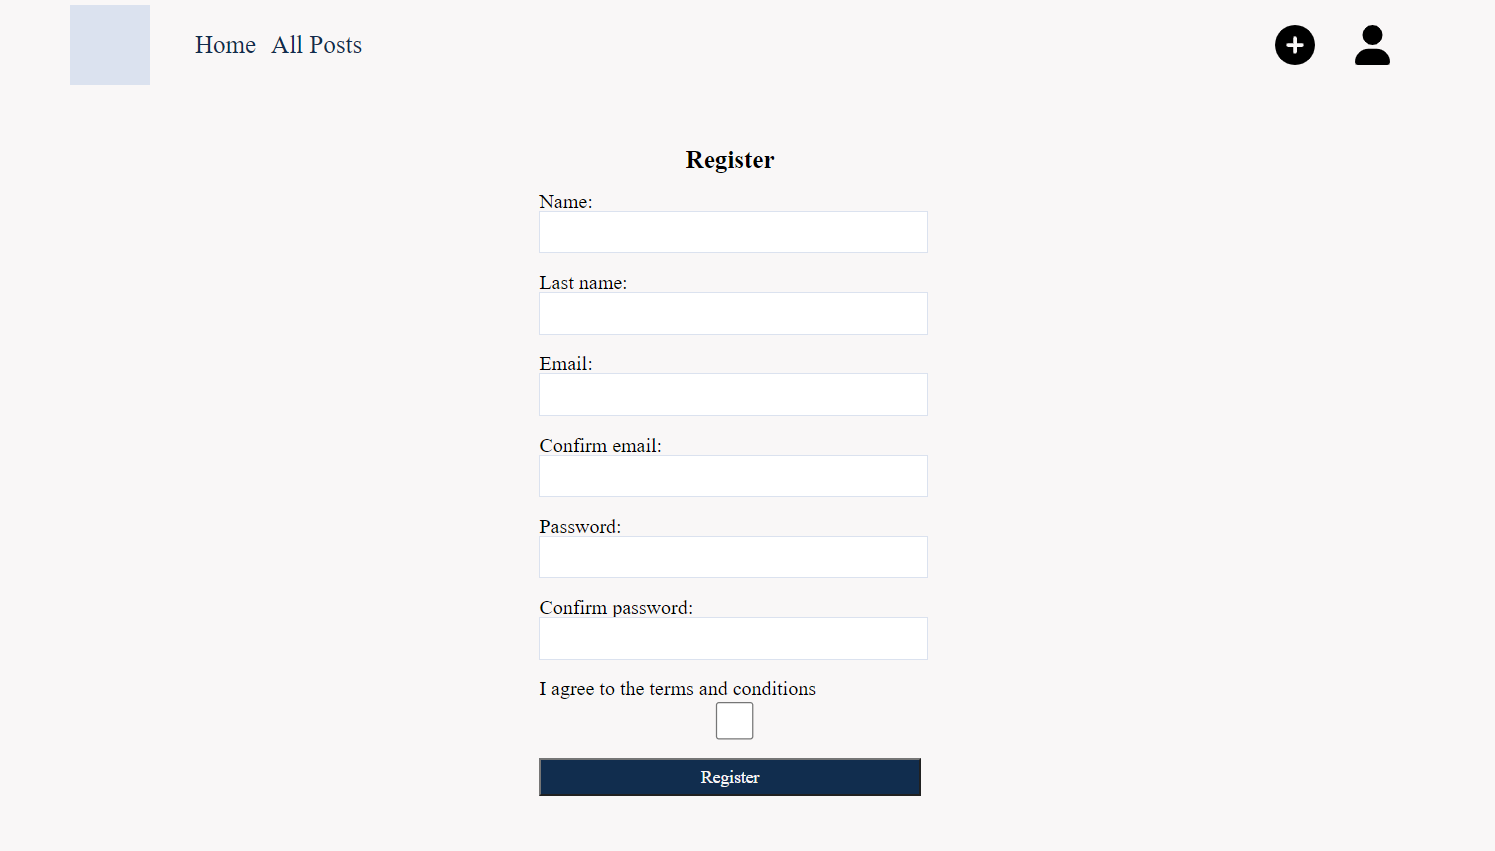 Home All Posts
Register
Name:
Last name:
Email:
Confirm email:
Password:
Confirm password:
I agree to the terms and conditions
Register